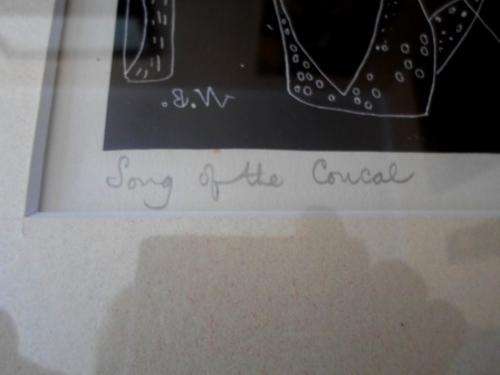 Song of the Coucal